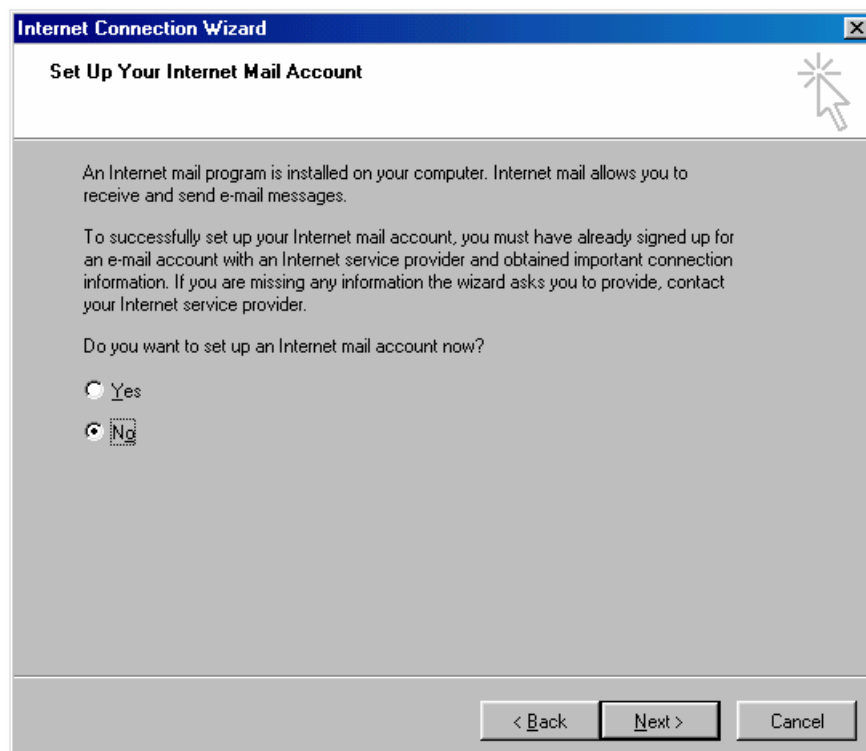 Internet Connection Wizard
Set Up Your Internet Mail Account
An Internet mail program is installed on your computer. Internet mail allows you to
receive and send e-mail messages.
To successfully set up your Internet mail account, you must have already signed up for
an e-mail account with an Internet service provider and obtained important connection
information. If you are missing any information the wizard asks you to provide, contact
your Internet service provider.
Do you want to set up an Internet mail account now?
Yes
No
< Back Next > Cancel